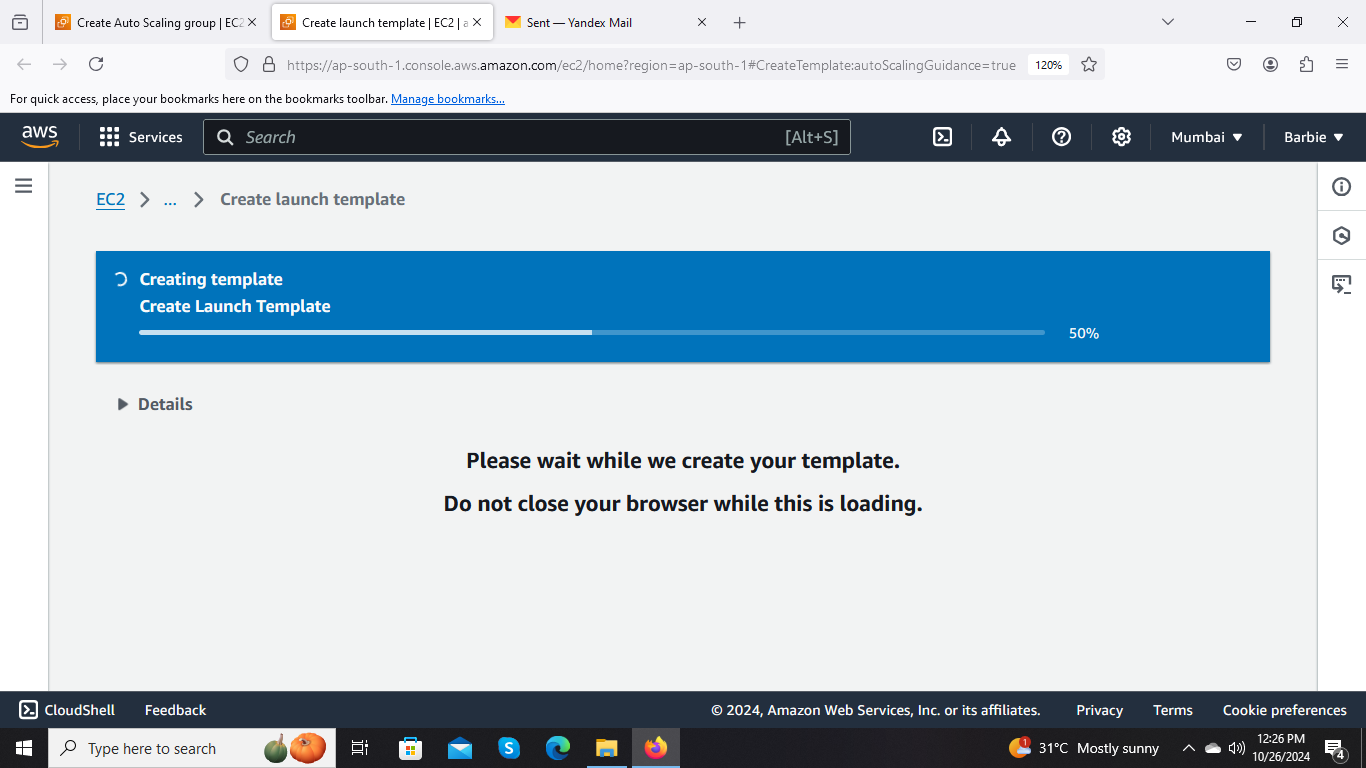 Create Auto Scaling group | EC2
Create launch template | EC2 | a
Sent — Yandex Mail
https://ap-south-1.console.aws.amazon.com/ec2/home?region=ap-south-1#CreateTemplate:autoScalingGuidance=true
120%
For quick access, place your bookmarks here on the bookmarks toolbar. Manage bookmarks...
aws
Services
Search
[Alt+S]
Mumbai
Barbie
EC2
...
Create launch template
Creating template
Create Launch Template
50%
Details
Please wait while we create your template.
Do not close your browser while this is loading.
CloudShell
Feedback
© 2024, Amazon Web Services, Inc. or its affiliates.
Privacy
Terms
Cookie preferences
Type here to search
1
31°C Mostly sunny
12:26 PM
10/26/2024
4